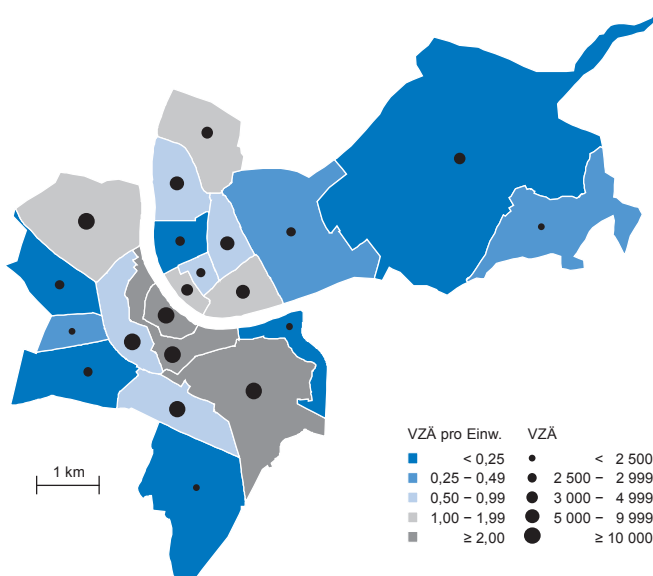 1 km
VZÄ pro Einw. VZÄ
< 0,25 < 2 500
0,25 – 0,49 2 500 – 2 999
0,50 – 0,99 3 000 – 4 999
1,00 – 1,99 5 000 – 9 999
≥ 2,00 ≥ 10 000